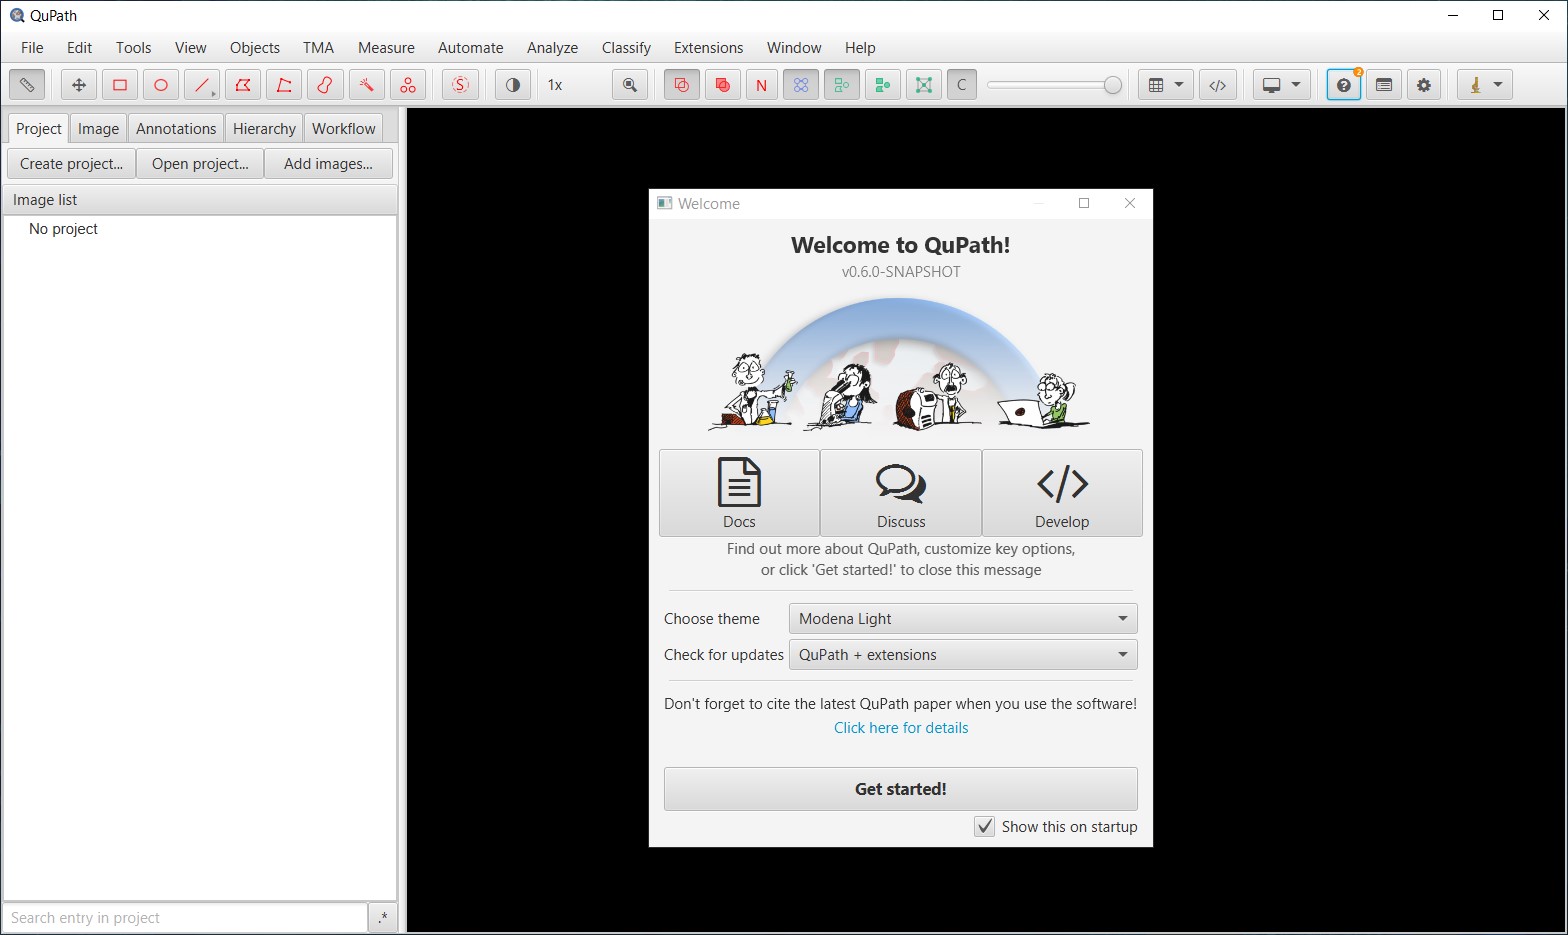 QuPath
File Edit Tools View Objects TMA Measure Automate Analyze Classify Extensions Window Help
S 1x N C 2
Project Image Annotations Hierarchy Workflow
Create project... Open project... Add images...
Image list
No project
Search entry in project .*
Welcome
Welcome to QuPath!
v0.6.0-SNAPSHOT
Docs Discuss Develop
Find out more about QuPath, customize key options,
or click 'Get started!' to close this message
Choose theme Modena Light
Check for updates QuPath + extensions
Don't forget to cite the latest QuPath paper when you use the software!
Click here for details
Get started!
Show this on startup